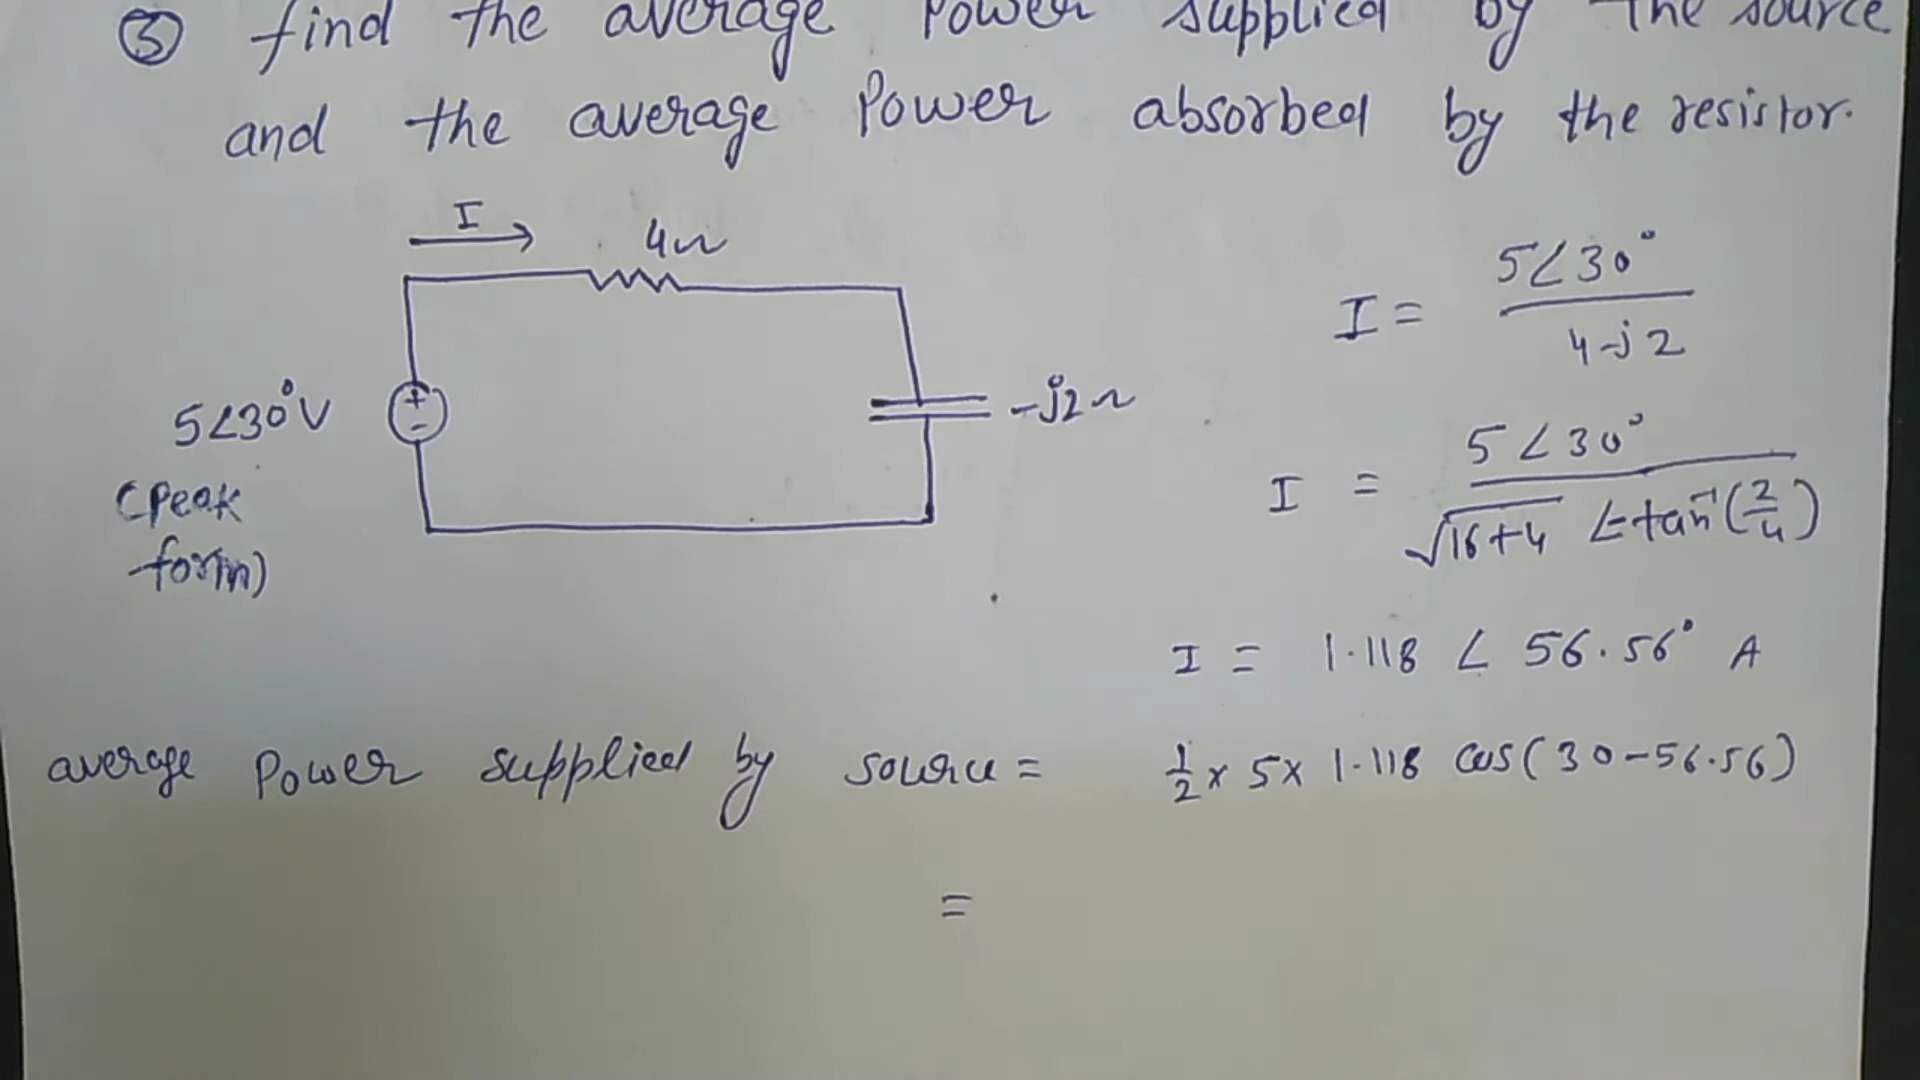 ③ find the average power supplied by the source
and the average Power absorbed by the resistor.
I
4Ω
5∠30°V
+
-
-j2Ω
(Peak
form)
I = 5∠30° / 4-j2
I = 5∠30° / √16+4 ∠-tan⁻¹(2/4)
I = 1.118 ∠ 56.56° A
average Power supplied by source = 1/2 x 5 x 1.118 cos(30-56.56)
=